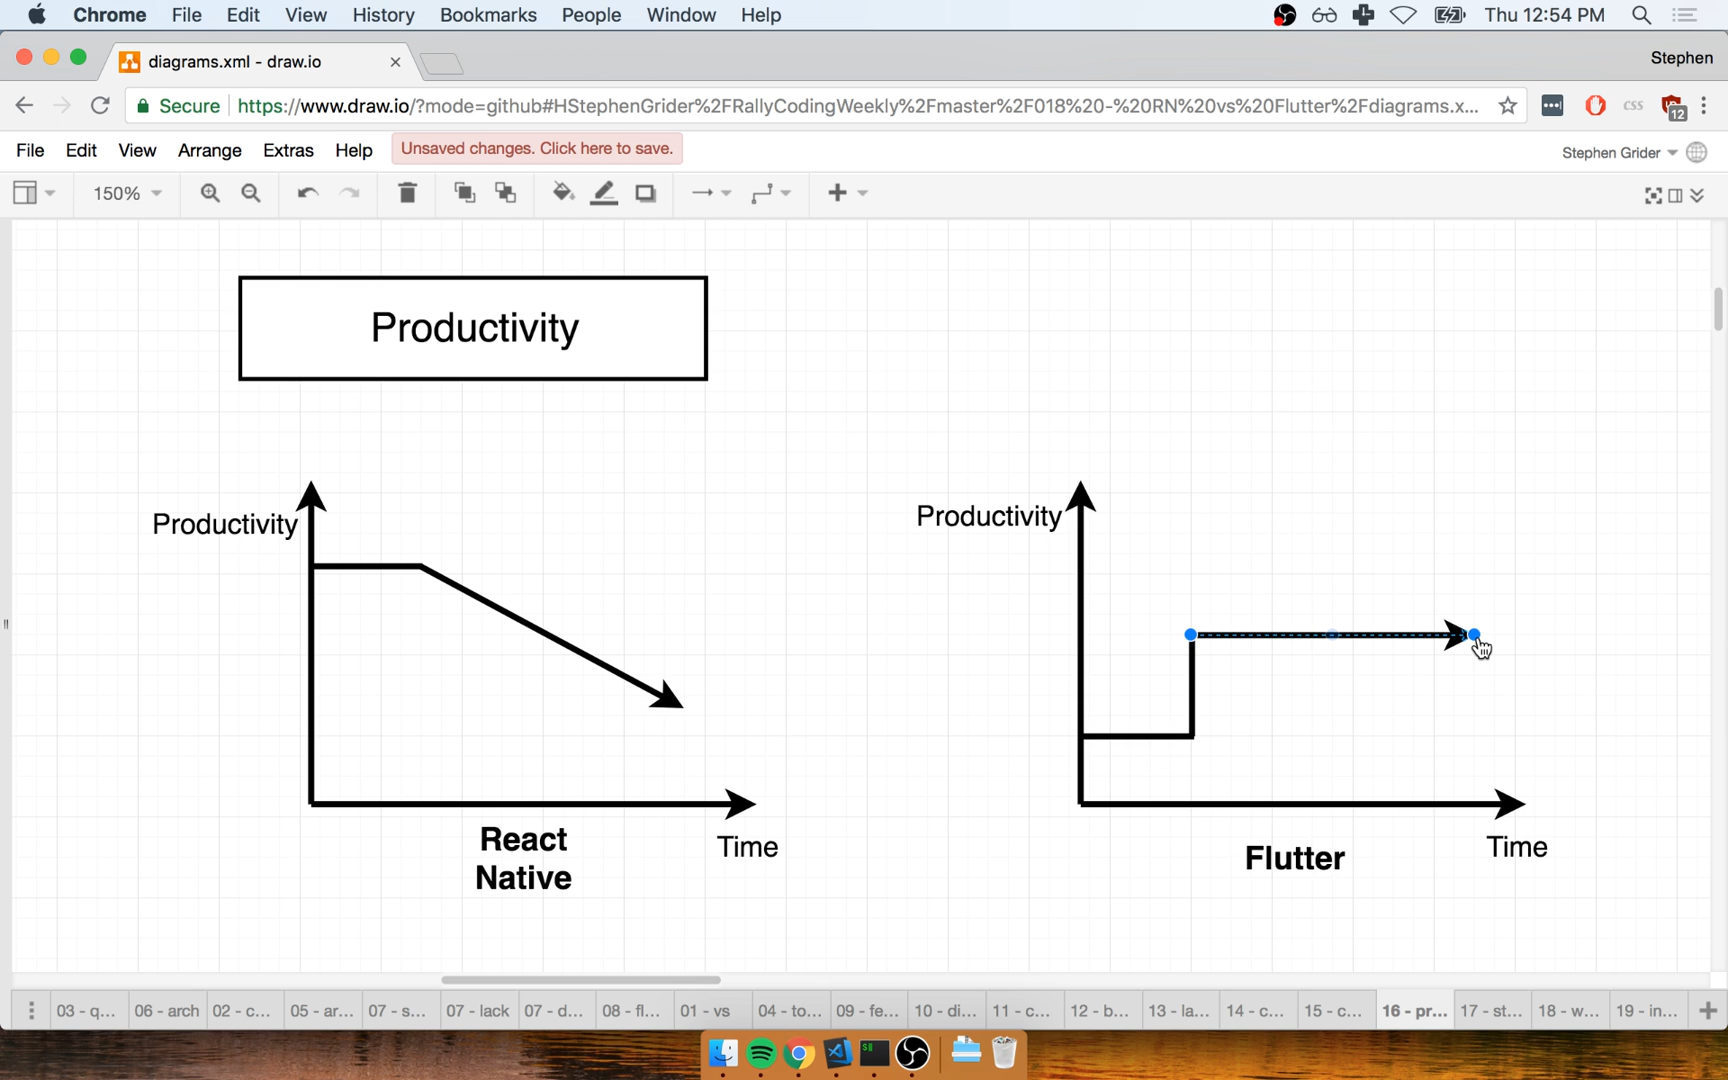 Chrome File Edit View History Bookmarks People Window Help Thu 12:54 PM
diagrams.xml - draw.io Stephen
Secure https://www.draw.io/?mode=github#HStephenGrider%2FRallyCodingWeekly%2Fmaster%2F018%20-%20RN%20vs%20Flutter%2Fdiagrams.x... css 12
File Edit View Arrange Extras Help Unsaved changes. Click here to save. Stephen Grider
150%
Productivity
Productivity
Productivity
React
Native
Time
Flutter
Time
03 - q... 06 - arch 02 - c... 05 - ar... 07 - s... 07 - lack 07 - d... 08 - fl... 01 - vs 04 - to... 09 - fe... 10 - di... 11 - c... 12 - b... 13 - la... 14 - c... 15 - c... 16 - pr... 17 - st... 18 - w... 19 - in...